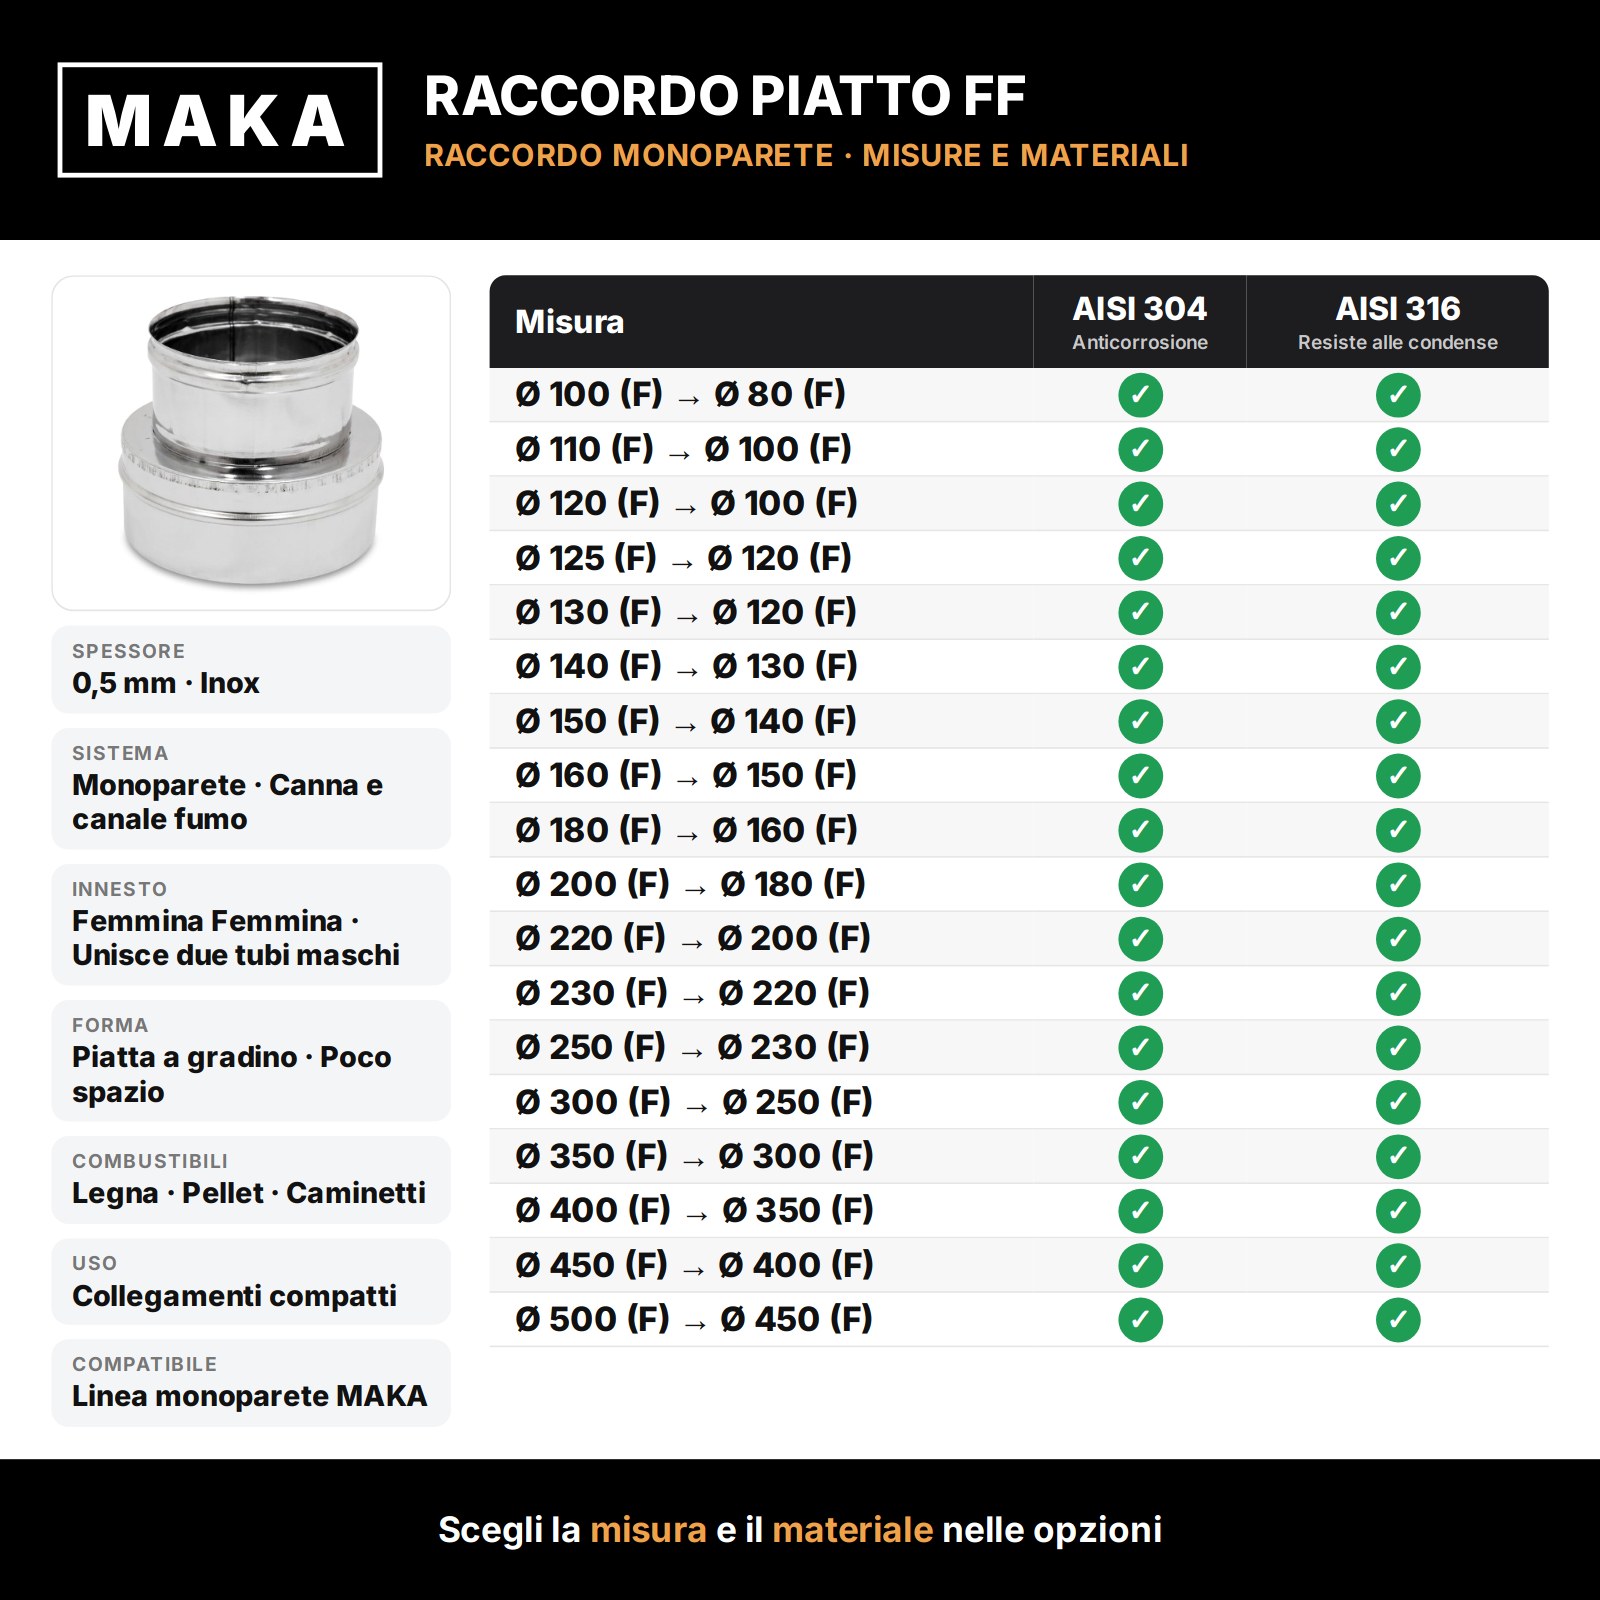 MAKA
RACCORDO PIATTO FF
RACCORDO MONOPARETE · MISURE E MATERIALI
SPESSORE
0,5 mm · Inox
SISTEMA
Monoparete · Canna e
canale fumo
INNESTO
Femmina Femmina ·
Unisce due tubi maschi
FORMA
Piatta a gradino · Poco
spazio
COMBUSTIBILI
Legna · Pellet · Caminetti
USO
Collegamenti compatti
COMPATIBILE
Linea monoparete MAKA
Misura AISI 304 AISI 316
Anticorrosione Resiste alle condense
Ø 100 (F) → Ø 80 (F) ✓ ✓
Ø 110 (F) → Ø 100 (F) ✓ ✓
Ø 120 (F) → Ø 100 (F) ✓ ✓
Ø 125 (F) → Ø 120 (F) ✓ ✓
Ø 130 (F) → Ø 120 (F) ✓ ✓
Ø 140 (F) → Ø 130 (F) ✓ ✓
Ø 150 (F) → Ø 140 (F) ✓ ✓
Ø 160 (F) → Ø 150 (F) ✓ ✓
Ø 180 (F) → Ø 160 (F) ✓ ✓
Ø 200 (F) → Ø 180 (F) ✓ ✓
Ø 220 (F) → Ø 200 (F) ✓ ✓
Ø 230 (F) → Ø 220 (F) ✓ ✓
Ø 250 (F) → Ø 230 (F) ✓ ✓
Ø 300 (F) → Ø 250 (F) ✓ ✓
Ø 350 (F) → Ø 300 (F) ✓ ✓
Ø 400 (F) → Ø 350 (F) ✓ ✓
Ø 450 (F) → Ø 400 (F) ✓ ✓
Ø 500 (F) → Ø 450 (F) ✓ ✓
Scegli la misura e il materiale nelle opzioni